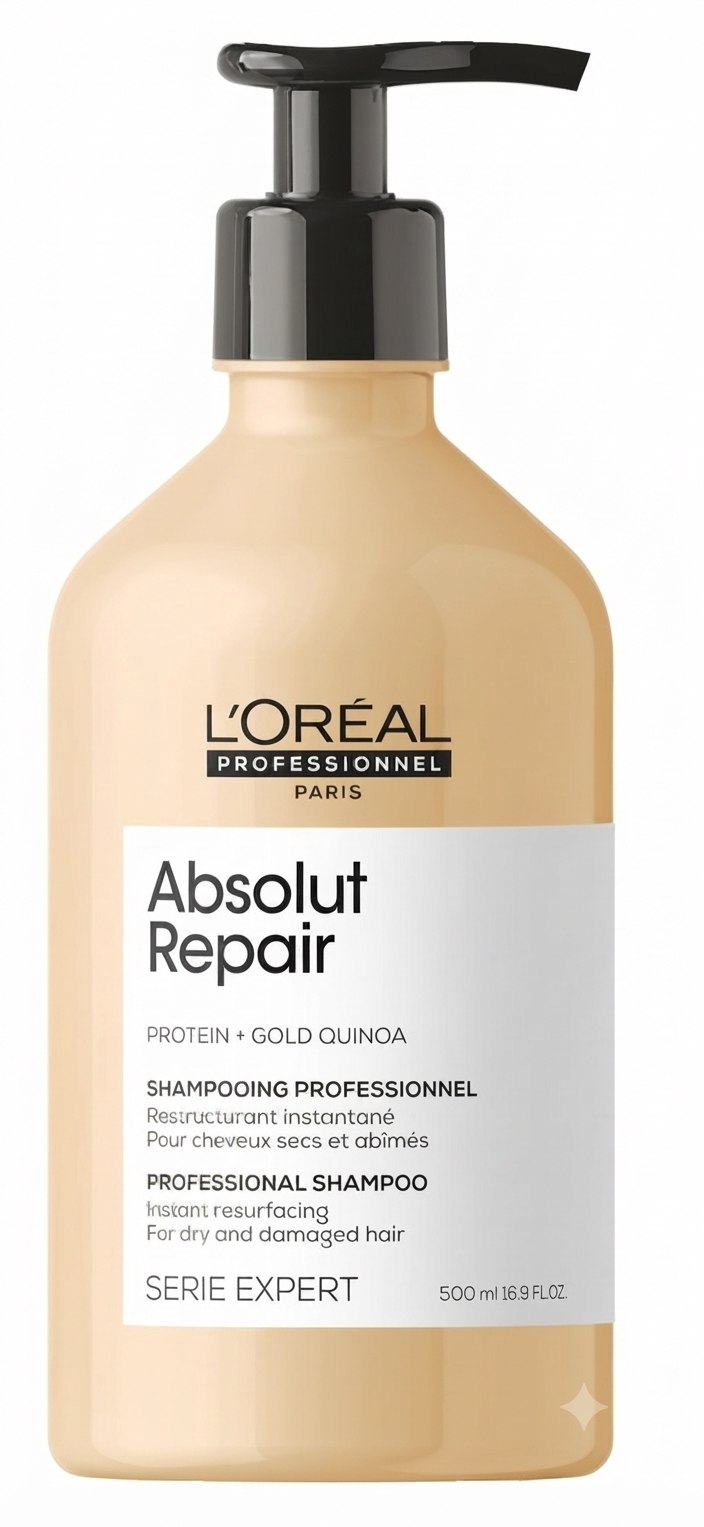 L'ORÉAL
PROFESSIONNEL
PARIS
Absolut
Repair
PROTEIN + GOLD QUINOA
SHAMPOOING PROFESSIONNEL
Restructurant instantané
Pour cheveux secs et abîmés
PROFESSIONAL SHAMPOO
Instant resurfacing
For dry and damaged hair
SERIE EXPERT
500 ml 16.9 FL.OZ.